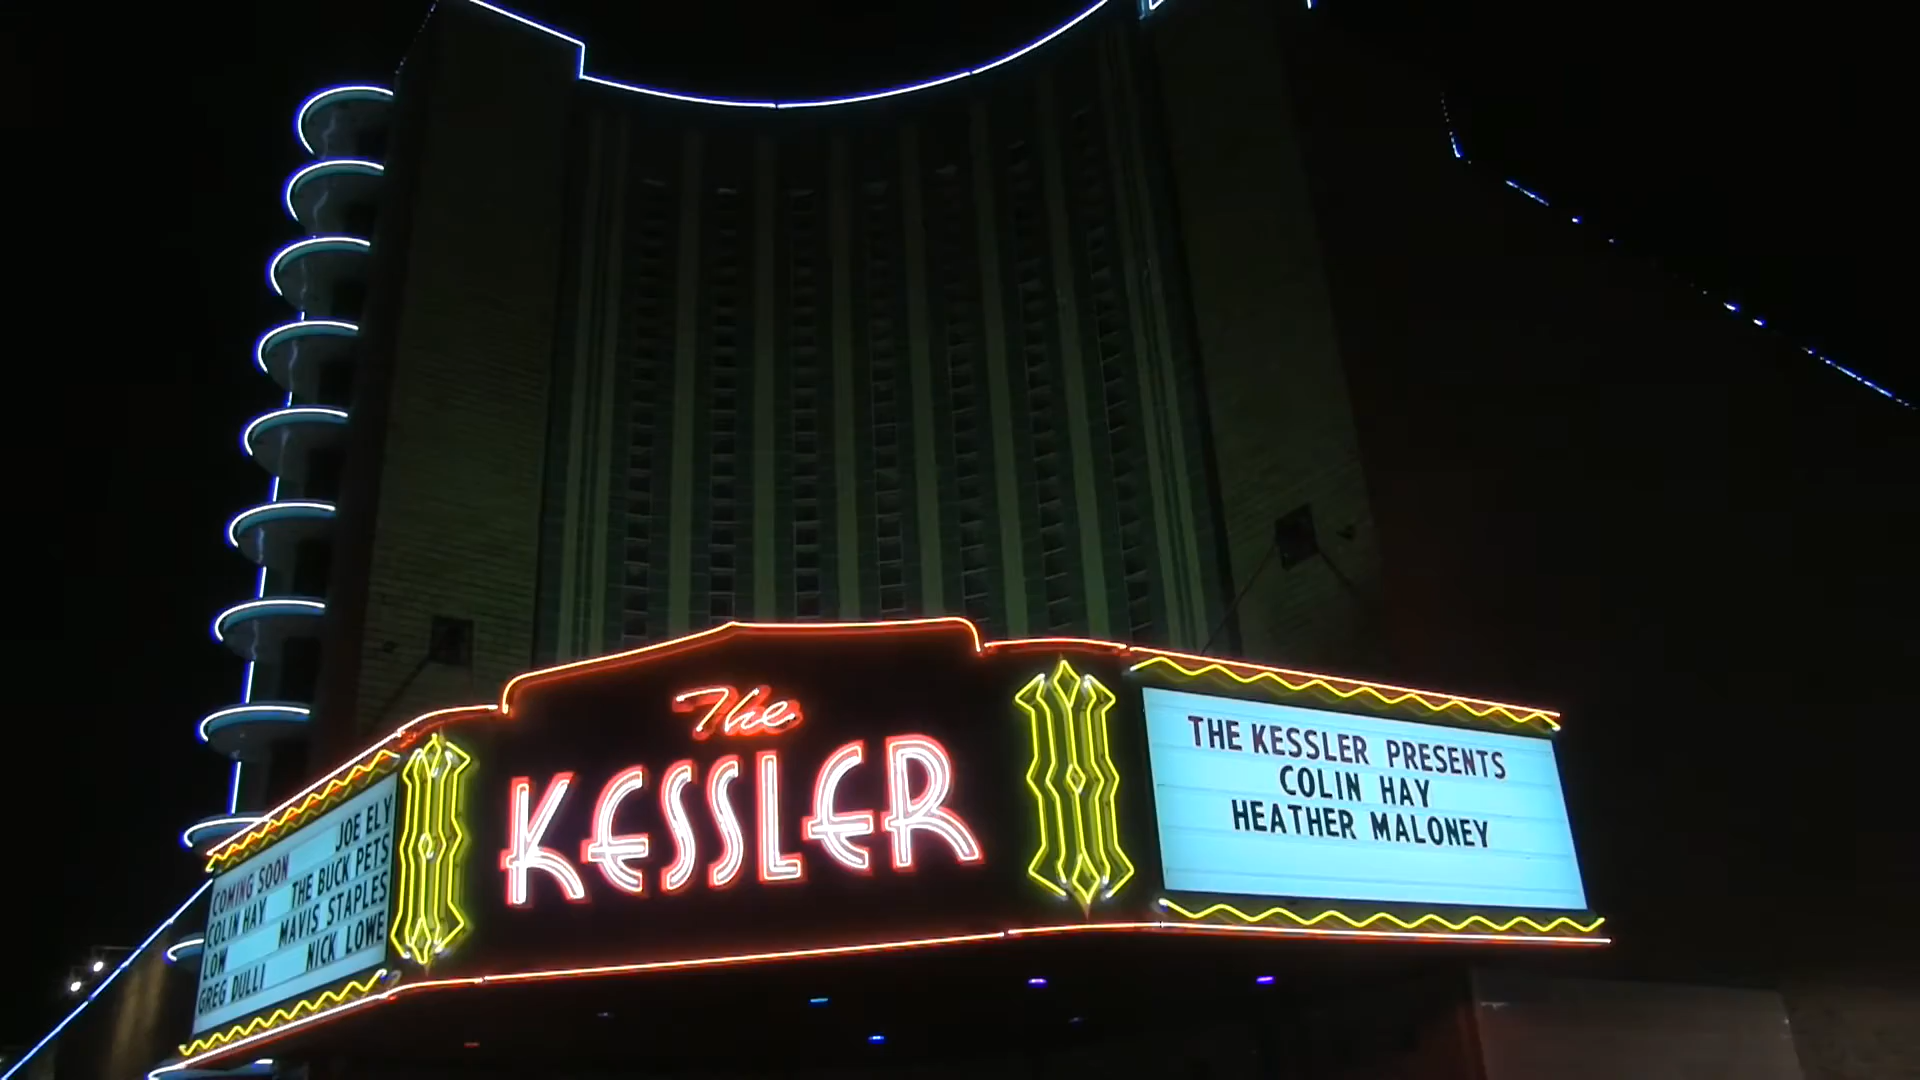 The
KESSLER
THE KESSLER PRESENTS
COLIN HAY
HEATHER MALONEY
COMING SOON JOE ELY
COLIN HAY THE BUCK PETS
LOW MAVIS STAPLES
GREG DULLI NICK LOWE